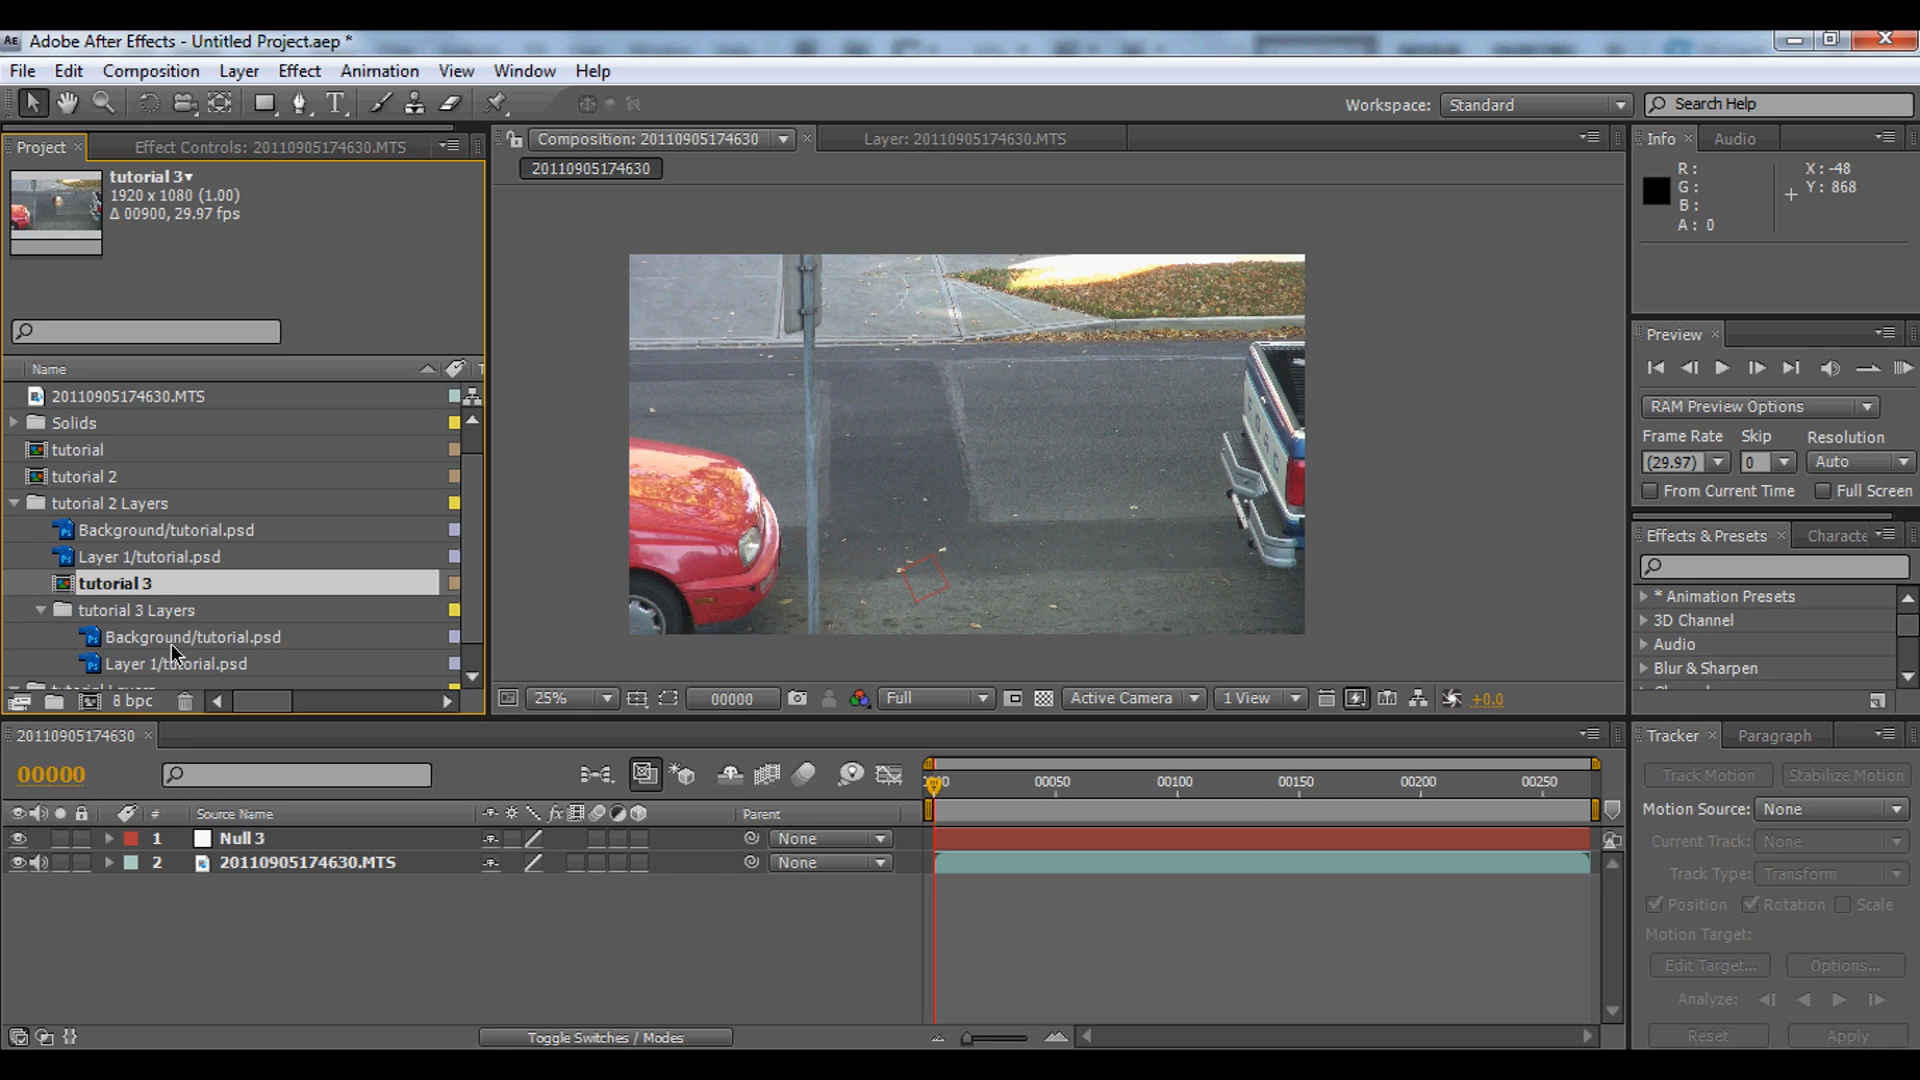 AE Adobe After Effects - Untitled Project.aep *
File Edit Composition Layer Effect Animation View Window Help
Workspace: Standard Search Help
Project × Effect Controls: 20110905174630.MTS
tutorial 3▾
1920 x 1080 (1.00)
Δ 00900, 29.97 fps
Name
20110905174630.MTS
Solids
tutorial
tutorial 2
tutorial 2 Layers
Background/tutorial.psd
Layer 1/tutorial.psd
tutorial 3
tutorial 3 Layers
Background/tutorial.psd
Layer 1/tutorial.psd
8 bpc
Composition: 20110905174630 × Layer: 20110905174630.MTS
20110905174630
25% 00000 Full Active Camera 1 View +0.0
Info × Audio
R: X: -48
G: Y: 868
B:
A: 0
Preview ×
RAM Preview Options
Frame Rate Skip Resolution
(29.97) 0 Auto
From Current Time Full Screen
Effects & Presets × Characte
* Animation Presets
3D Channel
Audio
Blur & Sharpen
20110905174630 ×
00000
00050 00100 00150 00200 00250
# Source Name fx Parent
1 Null 3 None
2 20110905174630.MTS None
Toggle Switches / Modes
Tracker × Paragraph
Track Motion Stabilize Motion
Motion Source: None
Current Track: None
Track Type: Transform
Position Rotation Scale
Motion Target:
Edit Target... Options...
Analyze:
Reset Apply